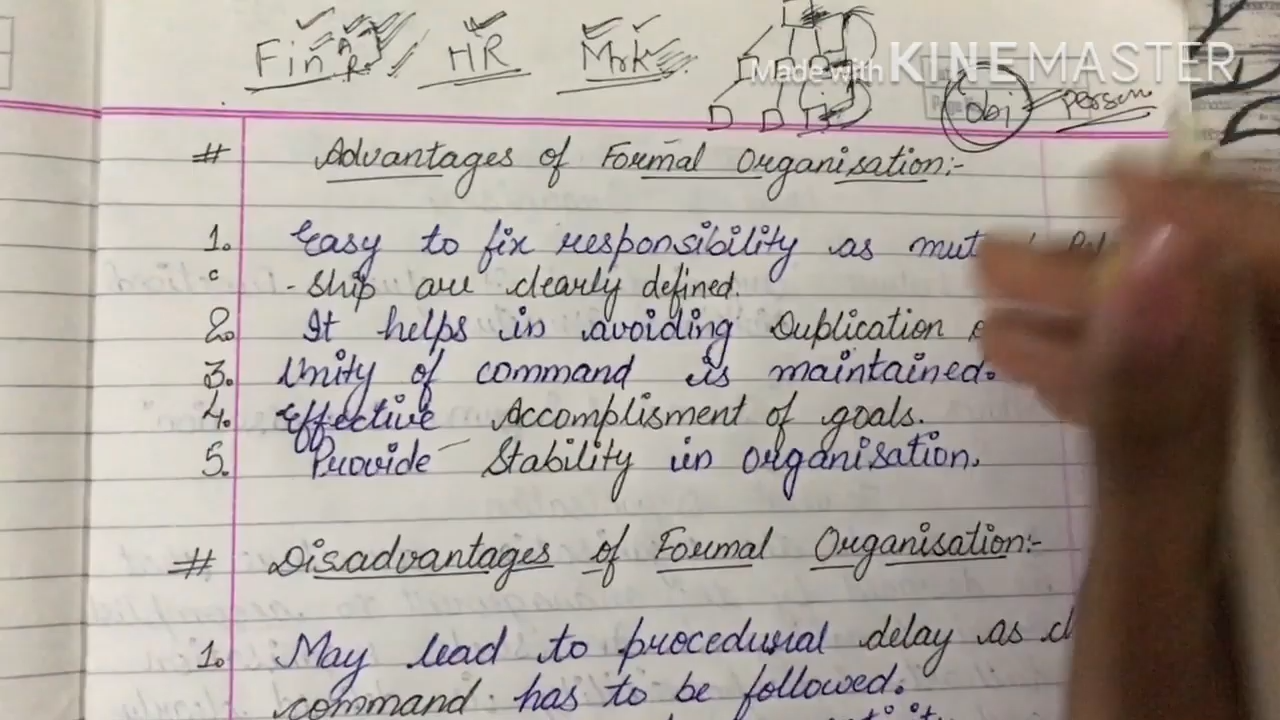 Fin HR Mrk
Made with KINEMASTER
Obj person
# Advantages of Formal Organisation:-
1. Easy to fix responsibility as
- ship are clearly defined.
2. It helps in avoiding Duplication
3. Unity of command is maintained.
4. Effective Accomplisment of goals.
5. Provide Stability in organisation.
# Disadvantages of Formal Organisation:-
1. May lead to procedural delay as
command has to be followed.